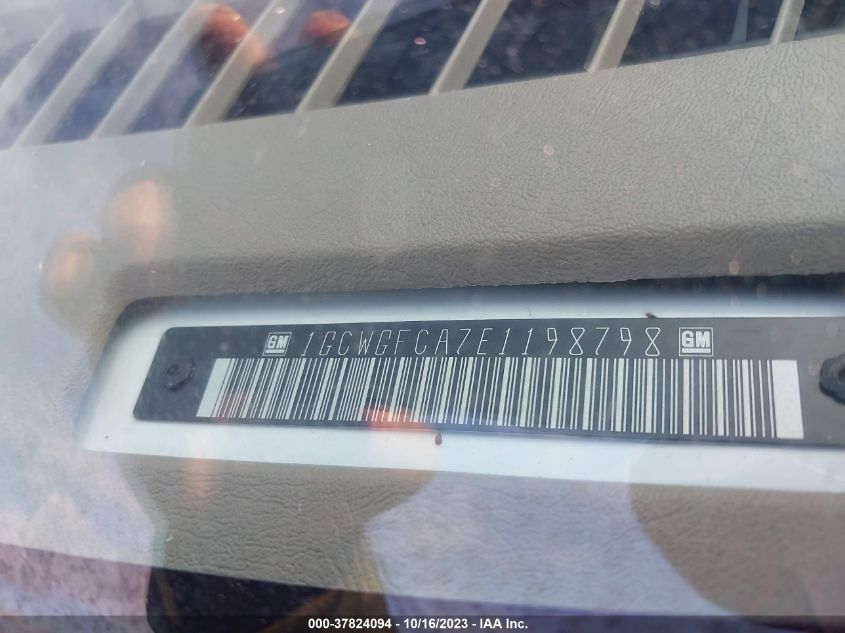 GM 1GCWGFCA7E1198798 GM
000-37824094 - 10/16/2023 - IAA Inc.